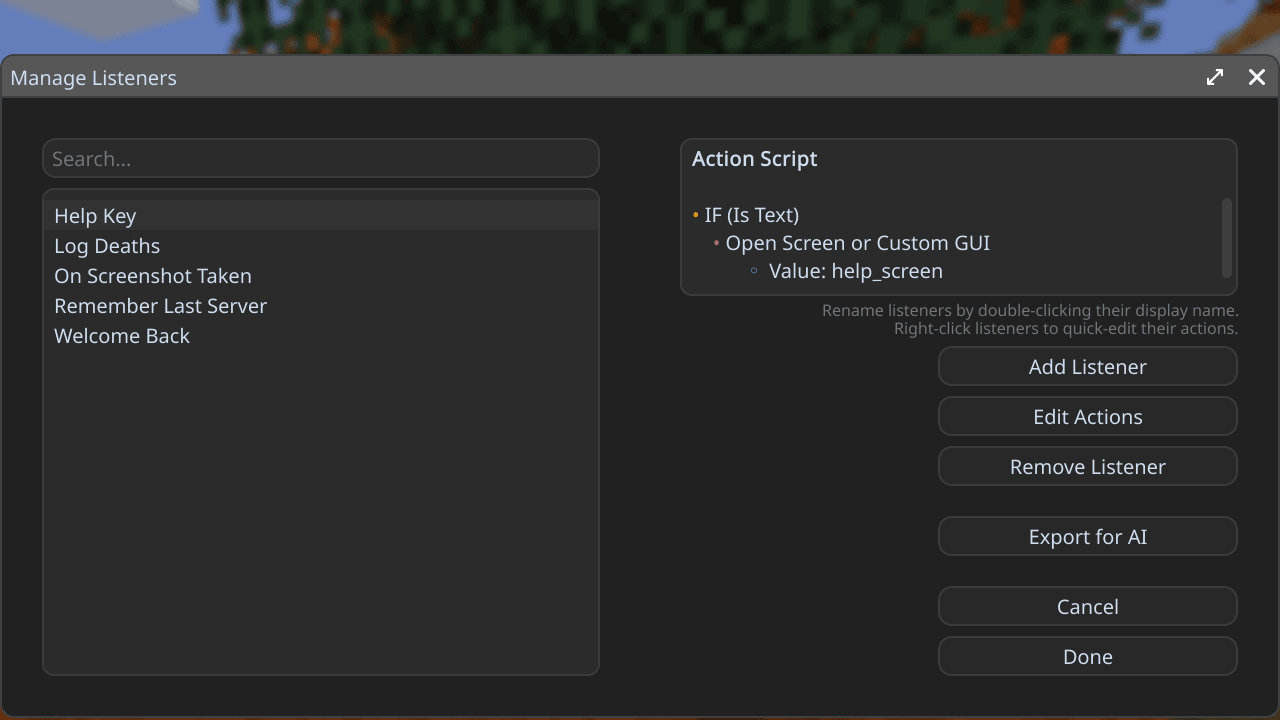 Manage Listeners
Search...
Help Key
Log Deaths
On Screenshot Taken
Remember Last Server
Welcome Back
Action Script
• IF (Is Text)
• Open Screen or Custom GUI
◦ Value: help_screen
Rename listeners by double-clicking their display name.
Right-click listeners to quick-edit their actions.
Add Listener
Edit Actions
Remove Listener
Export for AI
Cancel
Done